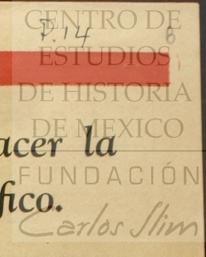 CENTRO DE
P.14
ESTUDIOS
DE HISTORIA
DE MEXICO
acer la
FUNDACIÓN
fico.
Carlos Slim